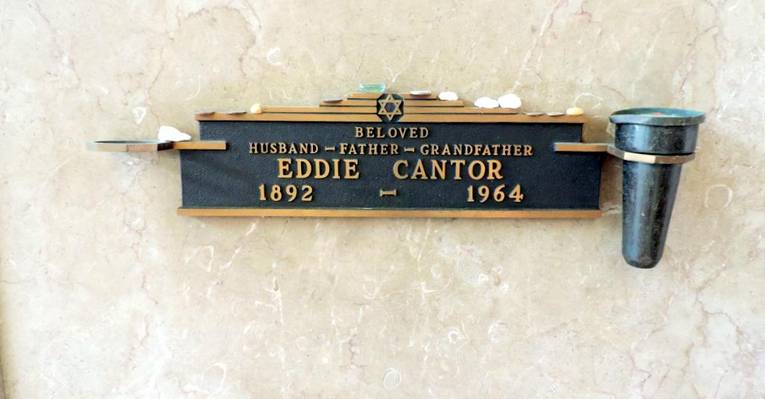 BELOVED
HUSBAND - FATHER - GRANDFATHER
EDDIE CANTOR
1892 - 1964